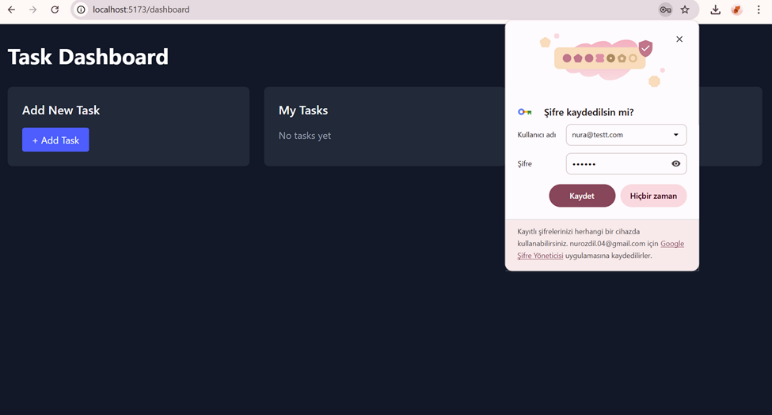 localhost:5173/dashboard
Task Dashboard
Add New Task
+ Add Task
My Tasks
No tasks yet
Şifre kaydedilsin mi?
Kullanıcı adı
nura@testt.com
Şifre
••••••
Kaydet
Hiçbir zaman
Kayıtlı şifrelerinizi herhangi bir cihazda
kullanabilirsiniz. nurozdil.04@gmail.com için Google
Şifre Yöneticisi uygulamasına kaydedilirler.